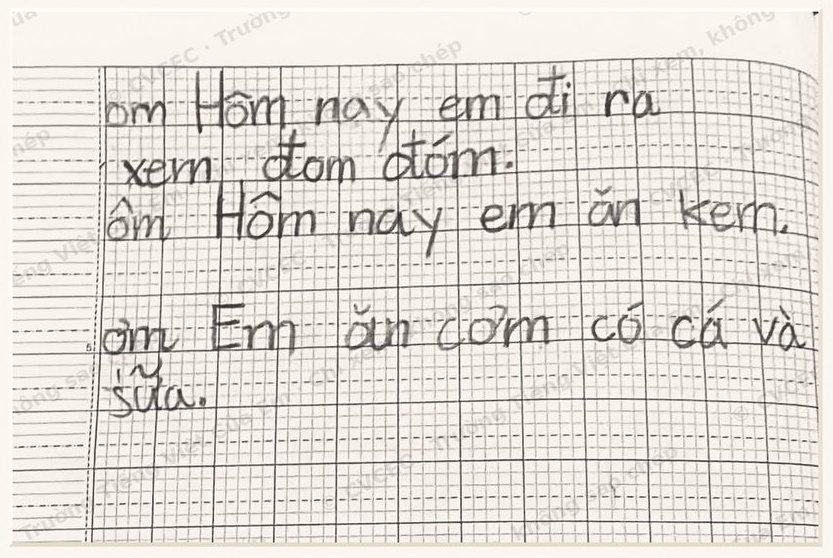 om Hôm nay em đi ra
xem đom đóm.
ôm Hôm nay em ăn kem.
ơm Em ăn cơm có cá và
sữa.